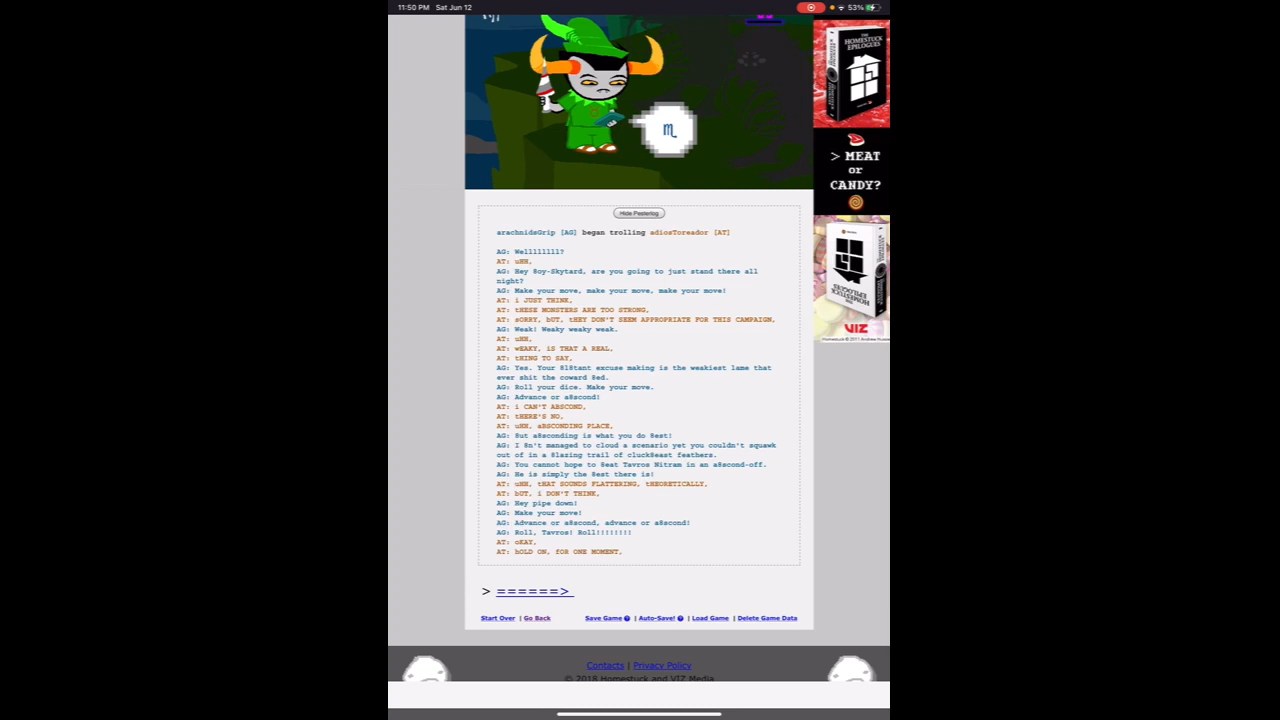 11:50 PM Sat Jun 12
53%
THE
HOMESTUCK
EPILOGUES
> MEAT
or
CANDY?
VIZ
Hide Pesterlog
arachnidsGrip [AG] began trolling adiosToreador [AT]
AG: Wellllllll?
AT: uHH,
AG: Hey 8oy-Skytard, are you going to just stand there all
night?
AG: Make your move, make your move, make your move!
AT: i JUST THINK,
AT: tHESE MONSTERS ARE TOO STRONG,
AT: sORRY, bUT, tHEY DON'T SEEM APPROPRIATE FOR THIS CAMPAIGN,
AG: Weak! Weaky weaky weak.
AT: uHH,
AT: wEAKY, iS THAT A REAL,
AT: tHING TO SAY,
AG: Yes. Your 8l8tant excuse making is the weakiest lame that
ever shit the coward 8ed.
AG: Roll your dice. Make your move.
AG: Advance or a8scond!
AT: i CAN'T ABSCOND,
AT: tHERE'S NO,
AT: uHH, aBSCONDING PLACE,
AG: 8ut a8sconding is what you do 8est!
AG: I 8n't managed to cloud a scenario yet you couldn't squawk
out of in a 8lazing trail of cluck8east feathers.
AG: You cannot hope to 8eat Tavros Nitram in an a8scond-off.
AG: He is simply the 8est there is!
AT: uHH, tHAT SOUNDS FLATTERING, tHEORETICALLY,
AT: bUT, i DON'T THINK,
AG: Hey pipe down!
AG: Make your move!
AG: Advance or a8scond, advance or a8scond!
AG: Roll, Tavros! Roll!!!!!!!!
AT: oKAY,
AT: hOLD ON, fOR ONE MOMENT,
> ======>
Start Over | Go Back Save Game ? | Auto-Save! ? | Load Game | Delete Game Data
Contacts | Privacy Policy
© 2018 Homestuck and VIZ Media